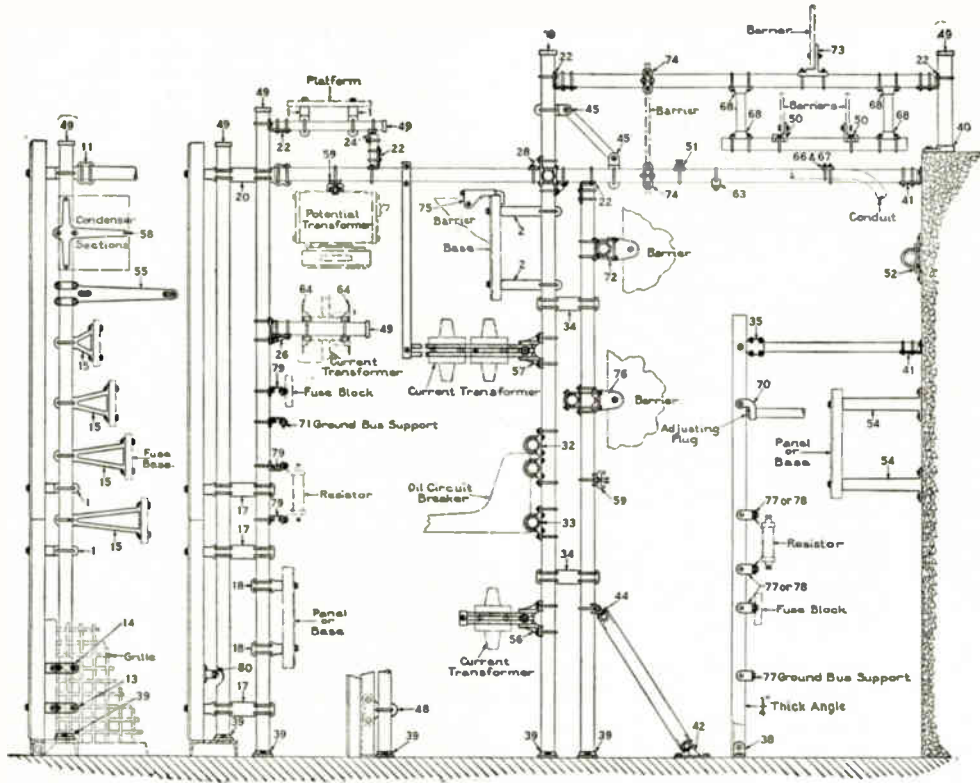 Barrier
49
22
74
73
22
49
Platform
49
49
49
22
24
49
22
45
Barrier
68
Barriers
68
50
50
68
68
40
45
11
59
28
51
66 & 67
20
22
74
63
41
Potential
Transformer
75
Barrier
Base
2
2
Conduit
Condenser
Sections
58
72
Barrier
52
55
64
64
49
26
Current
Transformer
34
35
41
15
57
Current Transformer
79
Fuse Block
76
Barrier
70
Adjusting
Plug
54
15
71 Ground Bus Support
Panel
or
Base
54
32
Fuse
Base
15
79
Resistor
Oil Circuit
Breaker
59
1
17
79
33
77 or 78
Resistor
15
1
17
34
77 or 78
18
Panel
or
Base
44
Fuse Block
14
Grille
18
56
Current
Transformer
80
77 Ground Bus Support
13
17
48
Thick Angle
39
39
39
39
39
39
42
38